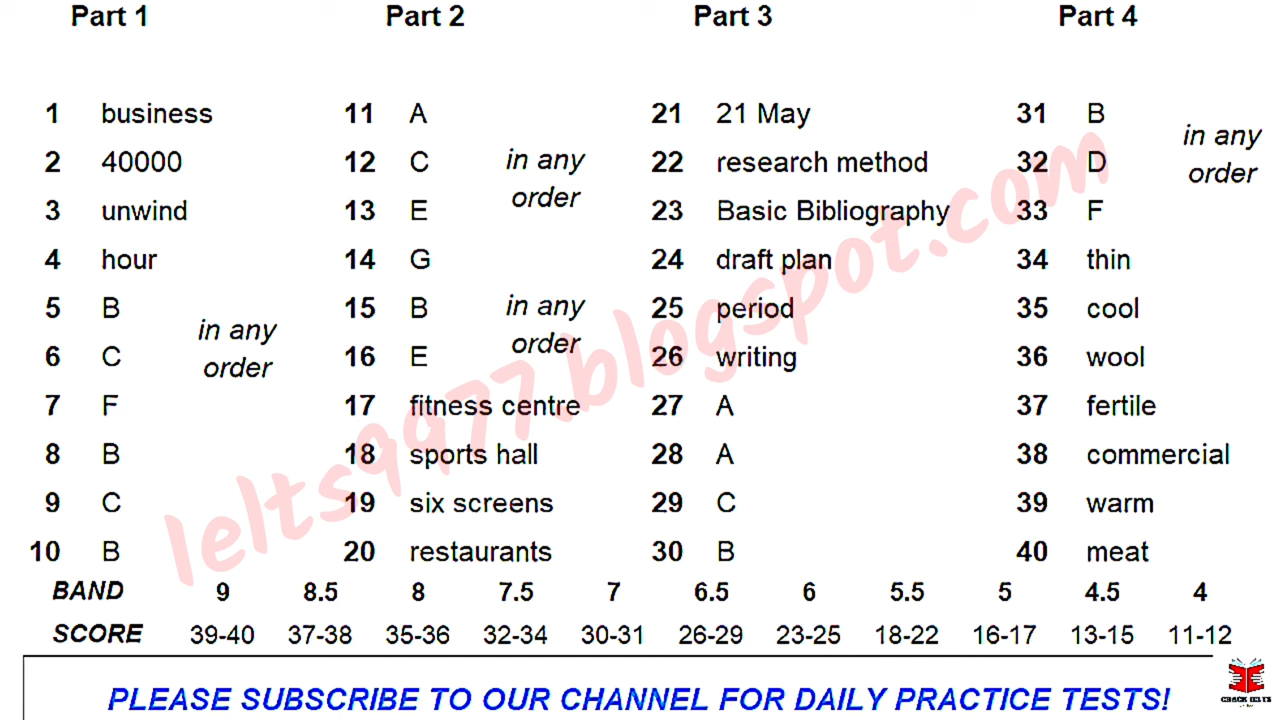 Part 1 Part 2 Part 3 Part 4
1 business 11 A 21 21 May 31 B
in any
order
2 40000 12 C 22 research method 32 D
in any
order
3 unwind 13 E 23 Basic Bibliography 33 F
4 hour 14 G 24 draft plan 34 thin
5 B 15 B 25 period 35 cool
in any
order
in any
order
6 C 16 E 26 writing 36 wool
7 F 17 fitness centre 27 A 37 fertile
8 B 18 sports hall 28 A 38 commercial
9 C 19 six screens 29 C 39 warm
10 B 20 restaurants 30 B 40 meat
Ielts9977.blogspot.com
BAND 9 8.5 8 7.5 7 6.5 6 5.5 5 4.5 4
SCORE 39-40 37-38 35-36 32-34 30-31 26-29 23-25 18-22 16-17 13-15 11-12
PLEASE SUBSCRIBE TO OUR CHANNEL FOR DAILY PRACTICE TESTS!